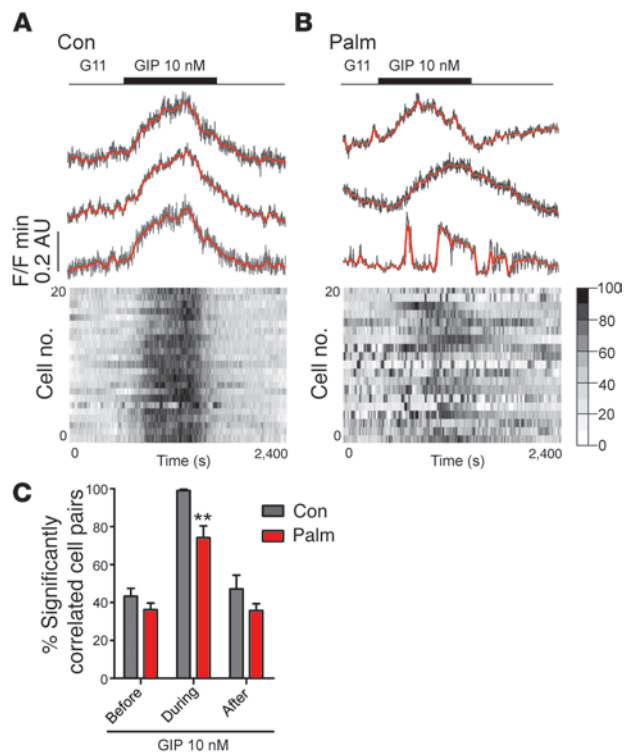 A
Con
G11 GIP 10 nM
F/F min
0.2 AU
20
Cell no.
0
0 Time (s) 2,400
B
Palm
G11 GIP 10 nM
20
Cell no.
0
0 Time (s) 2,400
100
80
60
40
20
0
C
% Significantly
correlated cell pairs
100
80
60
40
20
0
**
Con
Palm
Before During After
GIP 10 nM